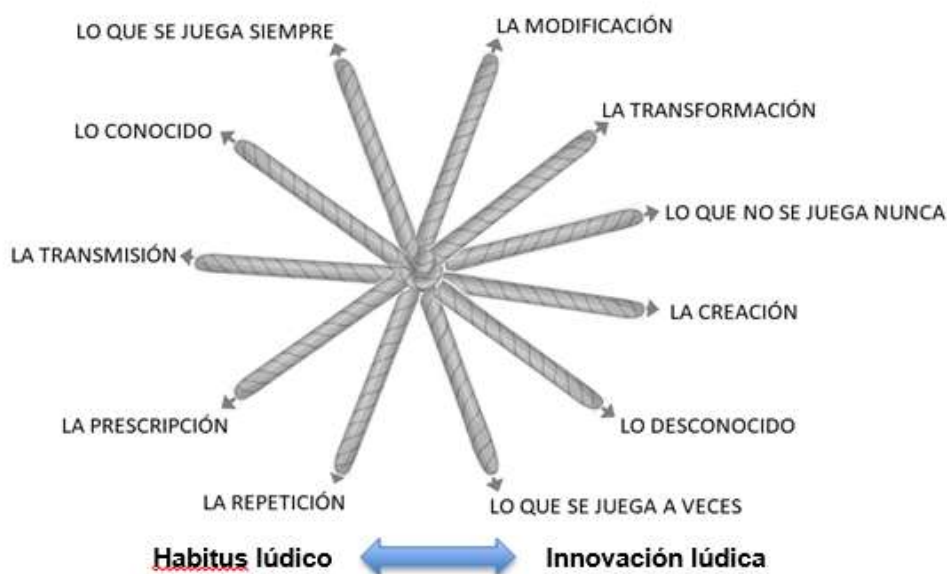 LO QUE SE JUEGA SIEMPRE
LA MODIFICACIÓN
LO CONOCIDO
LA TRANSFORMACIÓN
LA TRANSMISIÓN
LO QUE NO SE JUEGA NUNCA
LA CREACIÓN
LA PRESCRIPCIÓN
LO DESCONOCIDO
LA REPETICIÓN
LO QUE SE JUEGA A VECES
Habitus lúdico
Innovación lúdica